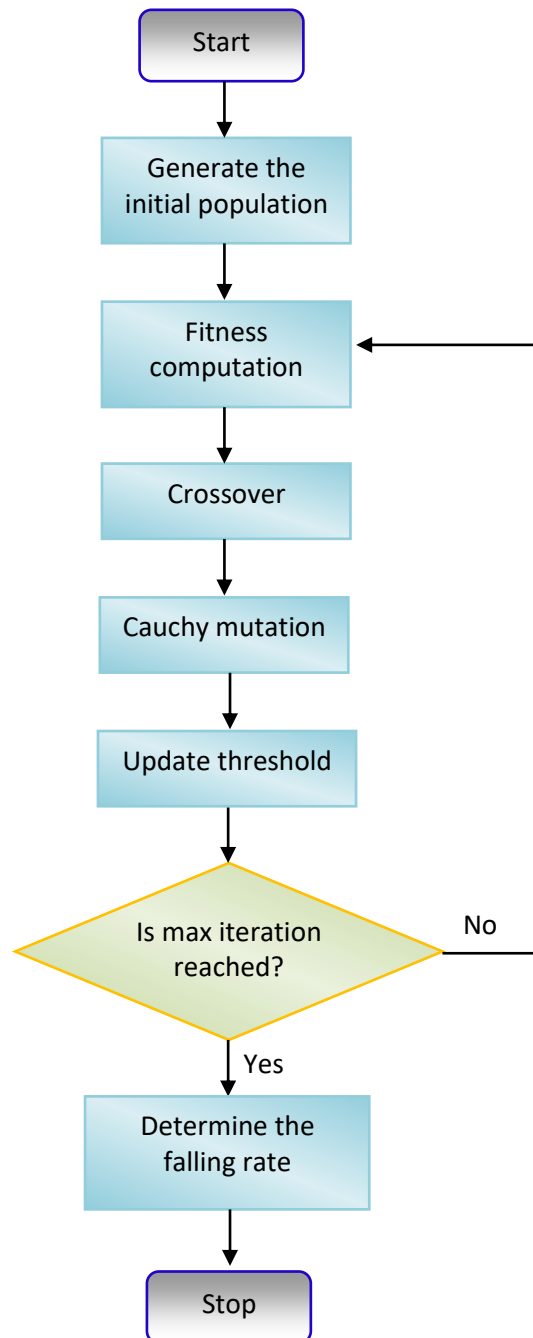 Start
Generate the
initial population
Fitness
computation
Crossover
Cauchy mutation
Update threshold
Is max iteration
reached?
No
Yes
Determine the
falling rate
Stop